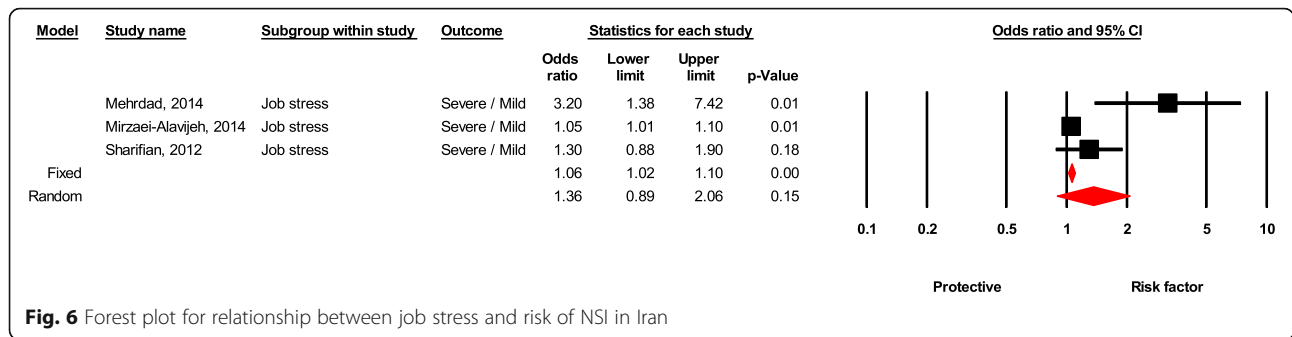 Model Study name Subgroup within study Outcome Statistics for each study Odds ratio and 95% CI
Odds ratio Lower limit Upper limit p-Value
Mehrdad, 2014 Job stress Severe / Mild 3.20 1.38 7.42 0.01
Mirzaei-Alavijeh, 2014 Job stress Severe / Mild 1.05 1.01 1.10 0.01
Sharifian, 2012 Job stress Severe / Mild 1.30 0.88 1.90 0.18
Fixed 1.06 1.02 1.10 0.00
Random 1.36 0.89 2.06 0.15
0.1 0.2 0.5 1 2 5 10
Protective Risk factor
Fig. 6 Forest plot for relationship between job stress and risk of NSI in Iran